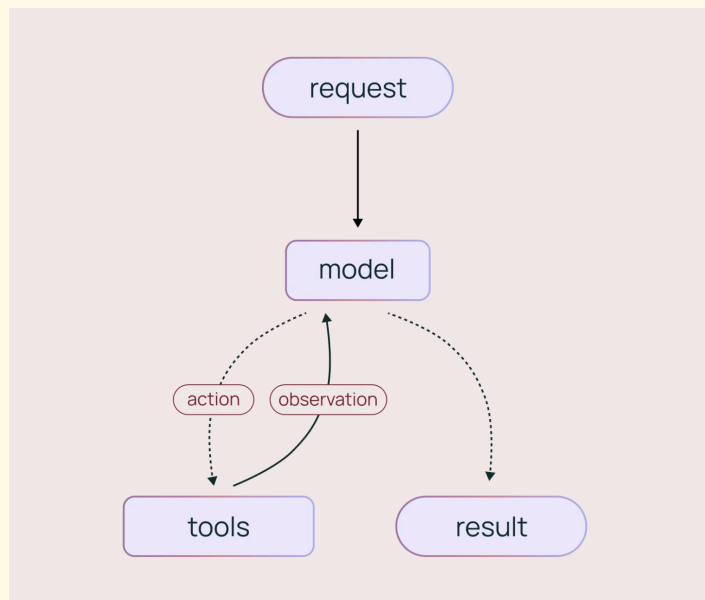 request
model
action
observation
tools
result